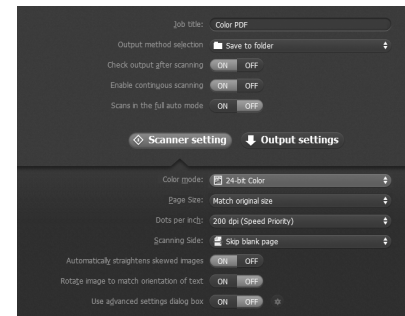 Job title: Color PDF
Output method selection Save to folder
Check output after scanning ON OFF
Enable continuous scanning ON OFF
Scans in the full auto mode ON OFF
Scanner setting Output settings
Color mode: 24-bit Color
Page Size: Match original size
Dots per inch: 200 dpi (Speed Priority)
Scanning Side: Skip blank page
Automatically straightens skewed images ON OFF
Rotate image to match orientation of text ON OFF
Use advanced settings dialog box ON OFF